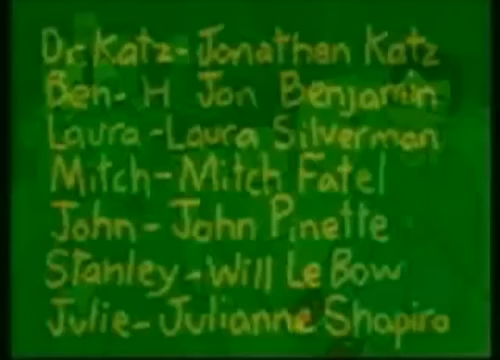 Dr Katz- Jonathan Katz
Ben- H Jon Benjamin
Laura-Laura Silverman
Mitch-Mitch Fatel
John- John Pinette
Stanley-Will Le Bow
Julie-Julianne Shapiro